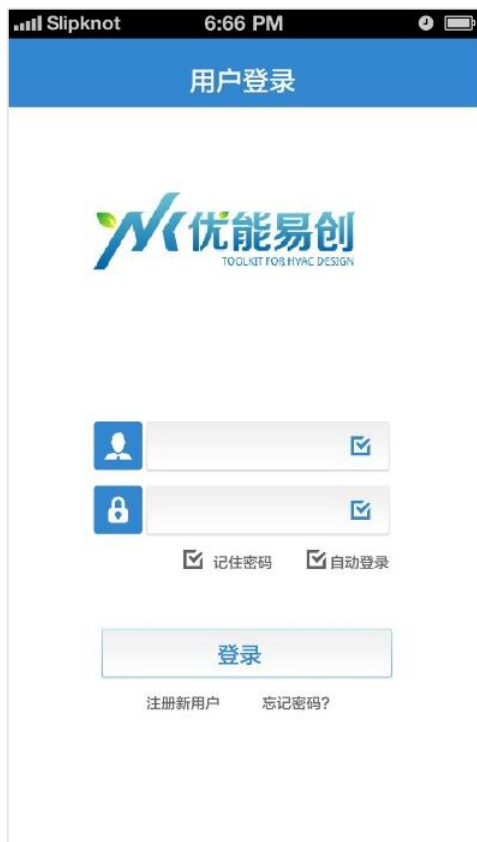 Slipknot 6:66 PM
用户登录
优能易创
TOOLKIT FOR HVAC DESIGN
记住密码 自动登录
登录
注册新用户 忘记密码?